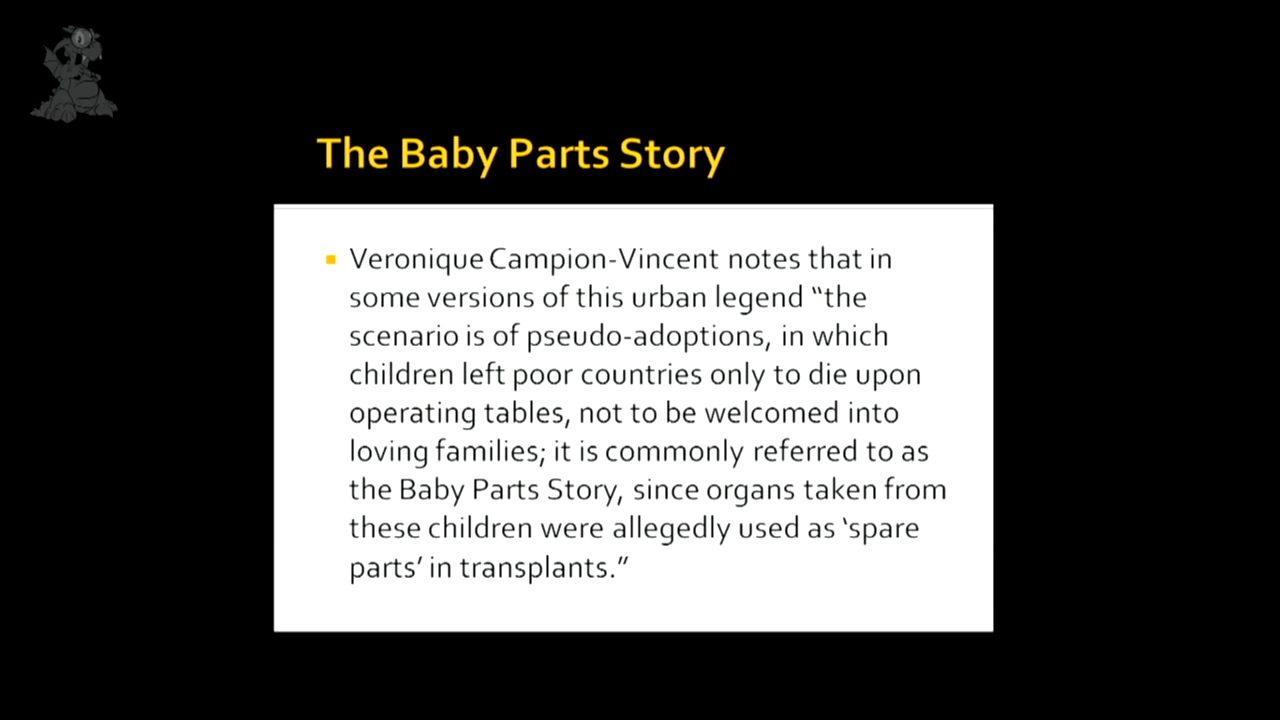 The Baby Parts Story
Veronique Campion-Vincent notes that in
some versions of this urban legend “the
scenario is of pseudo-adoptions, in which
children left poor countries only to die upon
operating tables, not to be welcomed into
loving families; it is commonly referred to as
the Baby Parts Story, since organs taken from
these children were allegedly used as ‘spare
parts’ in transplants.”